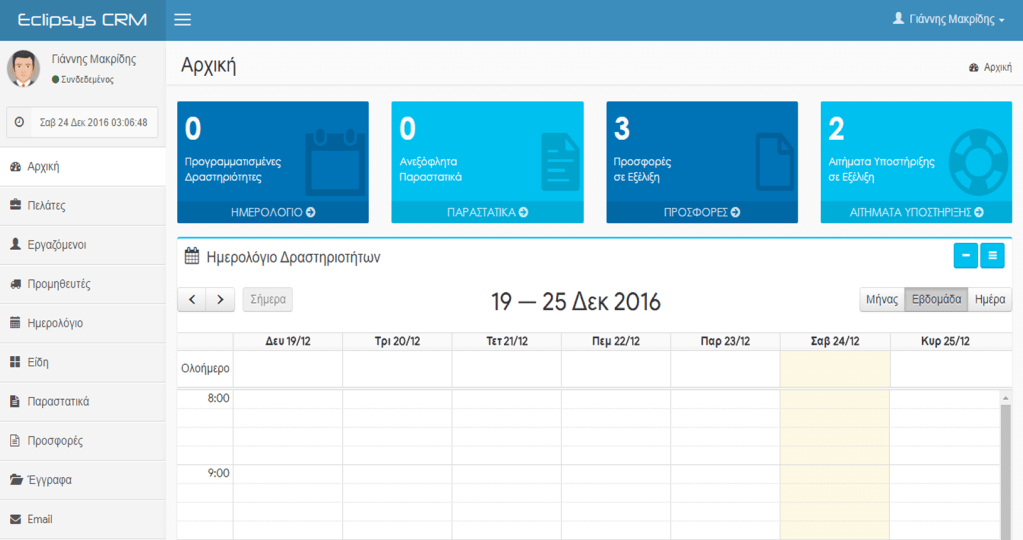 Eclipsys CRM
Γιάννης Μακρίδης
Γιάννης Μακρίδης
Συνδεδεμένος
Σαβ 24 Δεκ 2016 03:06:48
Αρχική
Πελάτες
Εργαζόμενοι
Προμηθευτές
Ημερολόγιο
Είδη
Παραστατικά
Προσφορές
Έγγραφα
Email
Αρχική
Αρχική
0
Προγραμματισμένες
Δραστηριότητες
ΗΜΕΡΟΛΟΓΙΟ
0
Ανεξόφλητα
Παραστατικά
ΠΑΡΑΣΤΑΤΙΚΑ
3
Προσφορές
σε Εξέλιξη
ΠΡΟΣΦΟΡΕΣ
2
Αιτήματα Υποστήριξης
σε Εξέλιξη
ΑΙΤΗΜΑΤΑ ΥΠΟΣΤΗΡΙΞΗΣ
Ημερολόγιο Δραστηριοτήτων
Σήμερα
19 — 25 Δεκ 2016
Μήνας Εβδομάδα Ημέρα
Δευ 19/12 Τρι 20/12 Τετ 21/12 Πεμ 22/12 Παρ 23/12 Σαβ 24/12 Κυρ 25/12
Ολοήμερο
8:00
9:00